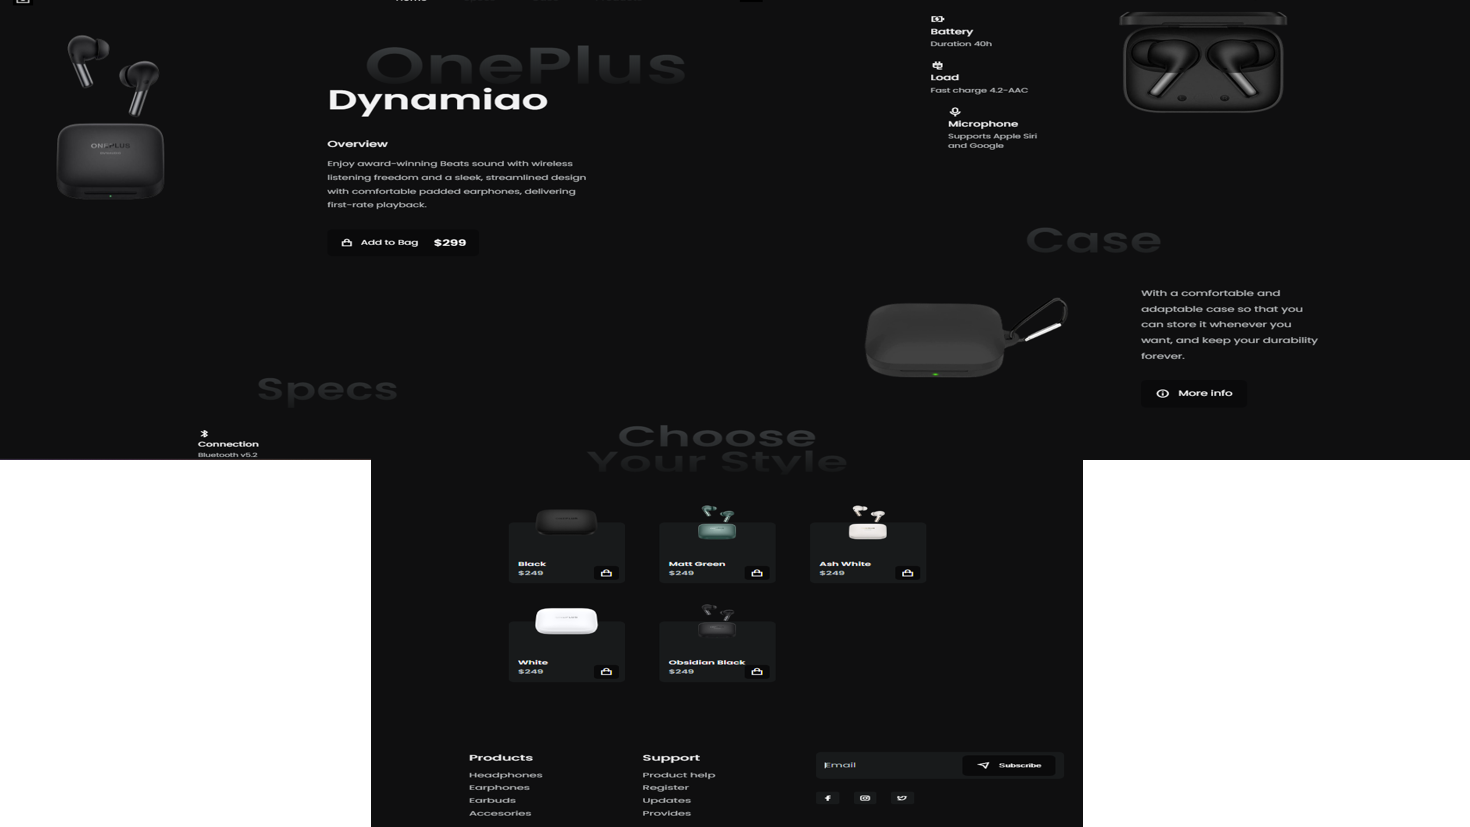 Home
OnePlus
Dynamiao
Overview
Enjoy award-winning Beats sound with wireless
listening freedom and a sleek, streamlined design
with comfortable padded earphones, delivering
first-rate playback.
Add to Bag $299
ONEPLUS
Specs
Connection
Bluetooth v5.2
Battery
Duration 40h
Load
Fast charge 4.2-AAC
Microphone
Supports Apple Siri
and Google
Case
With a comfortable and
adaptable case so that you
can store it whenever you
want, and keep your durability
forever.
More info
Choose
Your Style
Black
$249
Matt Green
$249
Ash White
$249
White
$249
Obsidian Black
$249
Products
Headphones
Earphones
Earbuds
Accesories
Support
Product help
Register
Updates
Provides
Email
Subscribe